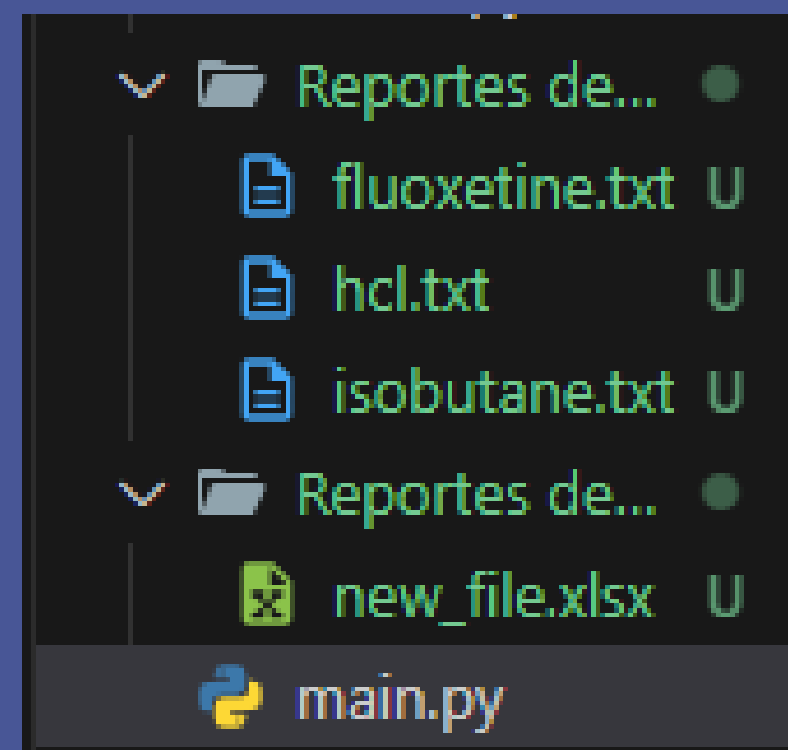 Reportes de...
fluoxetine.txt U
hcl.txt U
isobutane.txt U
Reportes de...
new_file.xlsx U
main.py